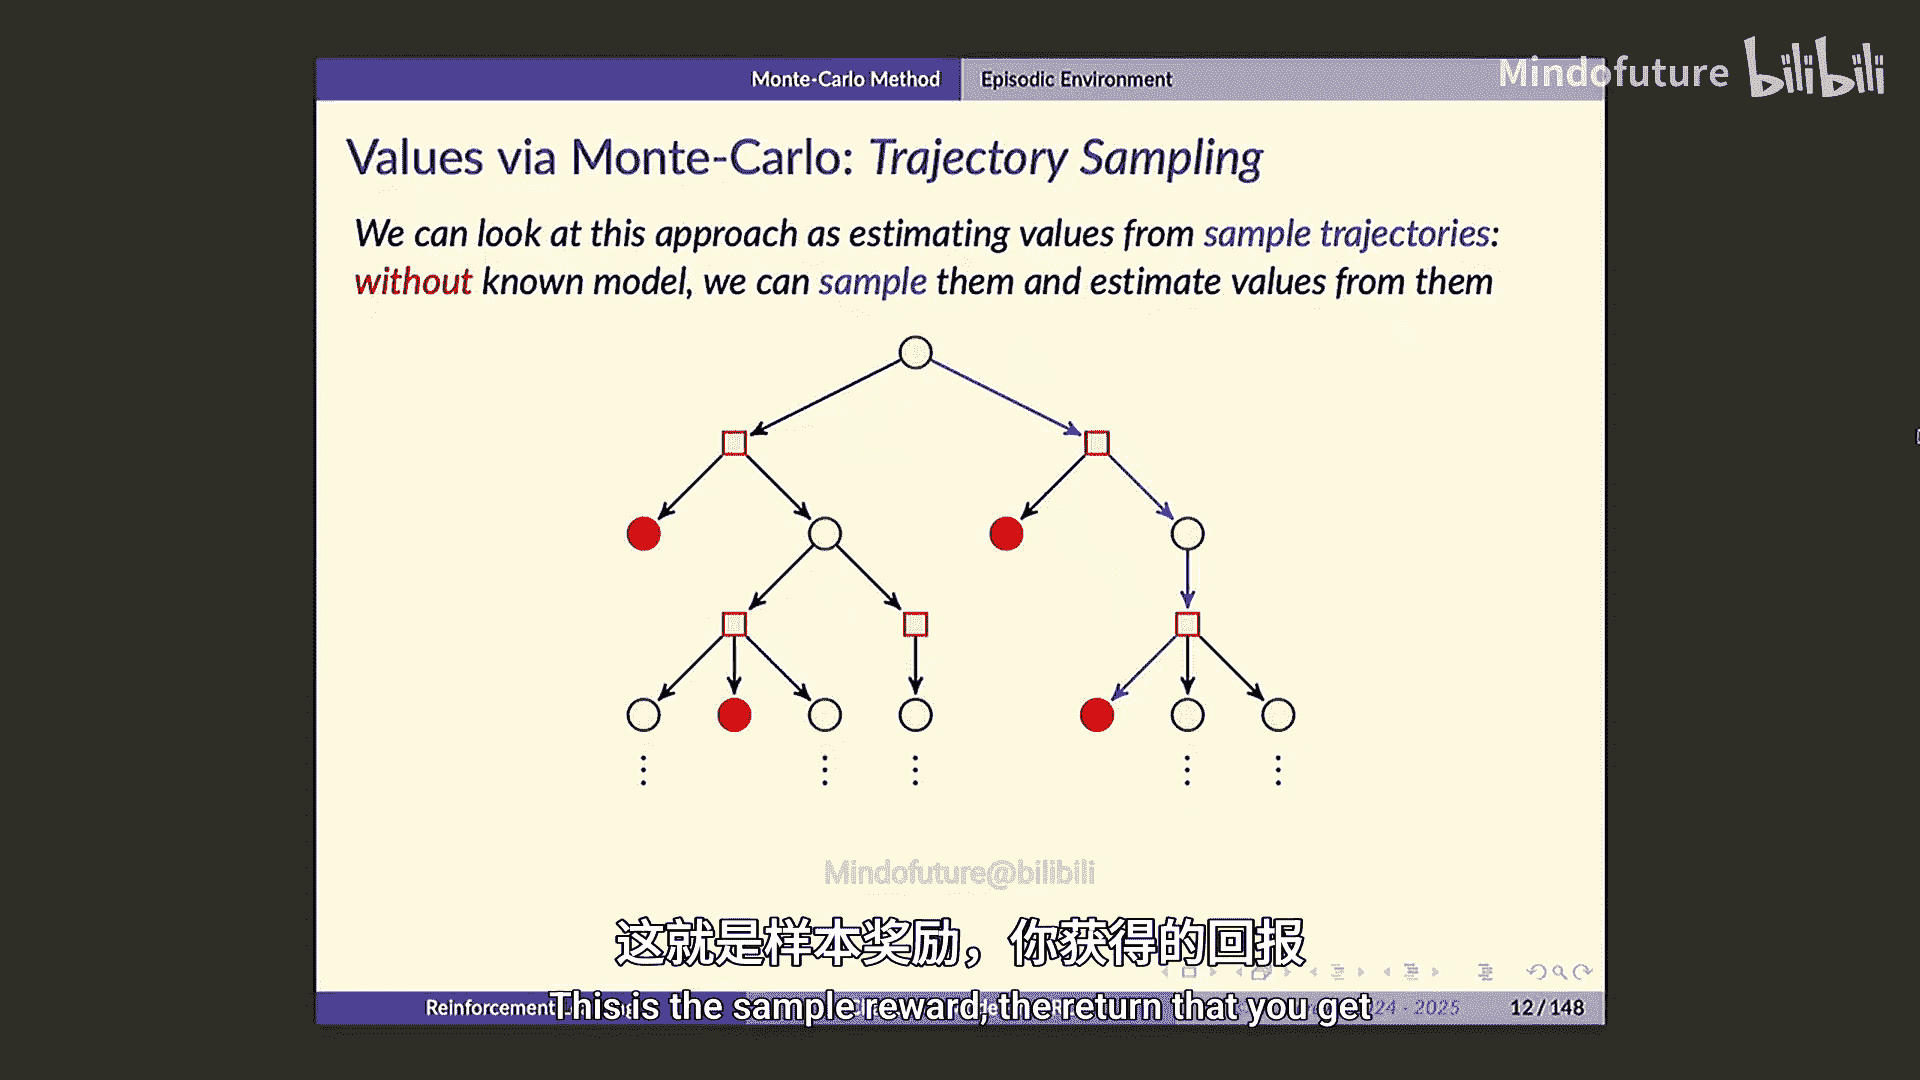 Monte-Carlo Method Episodic Environment
Mindofuture bilibili
Values via Monte-Carlo: Trajectory Sampling
We can look at this approach as estimating values from sample trajectories:
without known model, we can sample them and estimate values from them
Mindofuture@bilibili
这就是样本奖励，你获得的回报
This is the sample reward, the return that you get
Reinforcement
2025
12 / 148